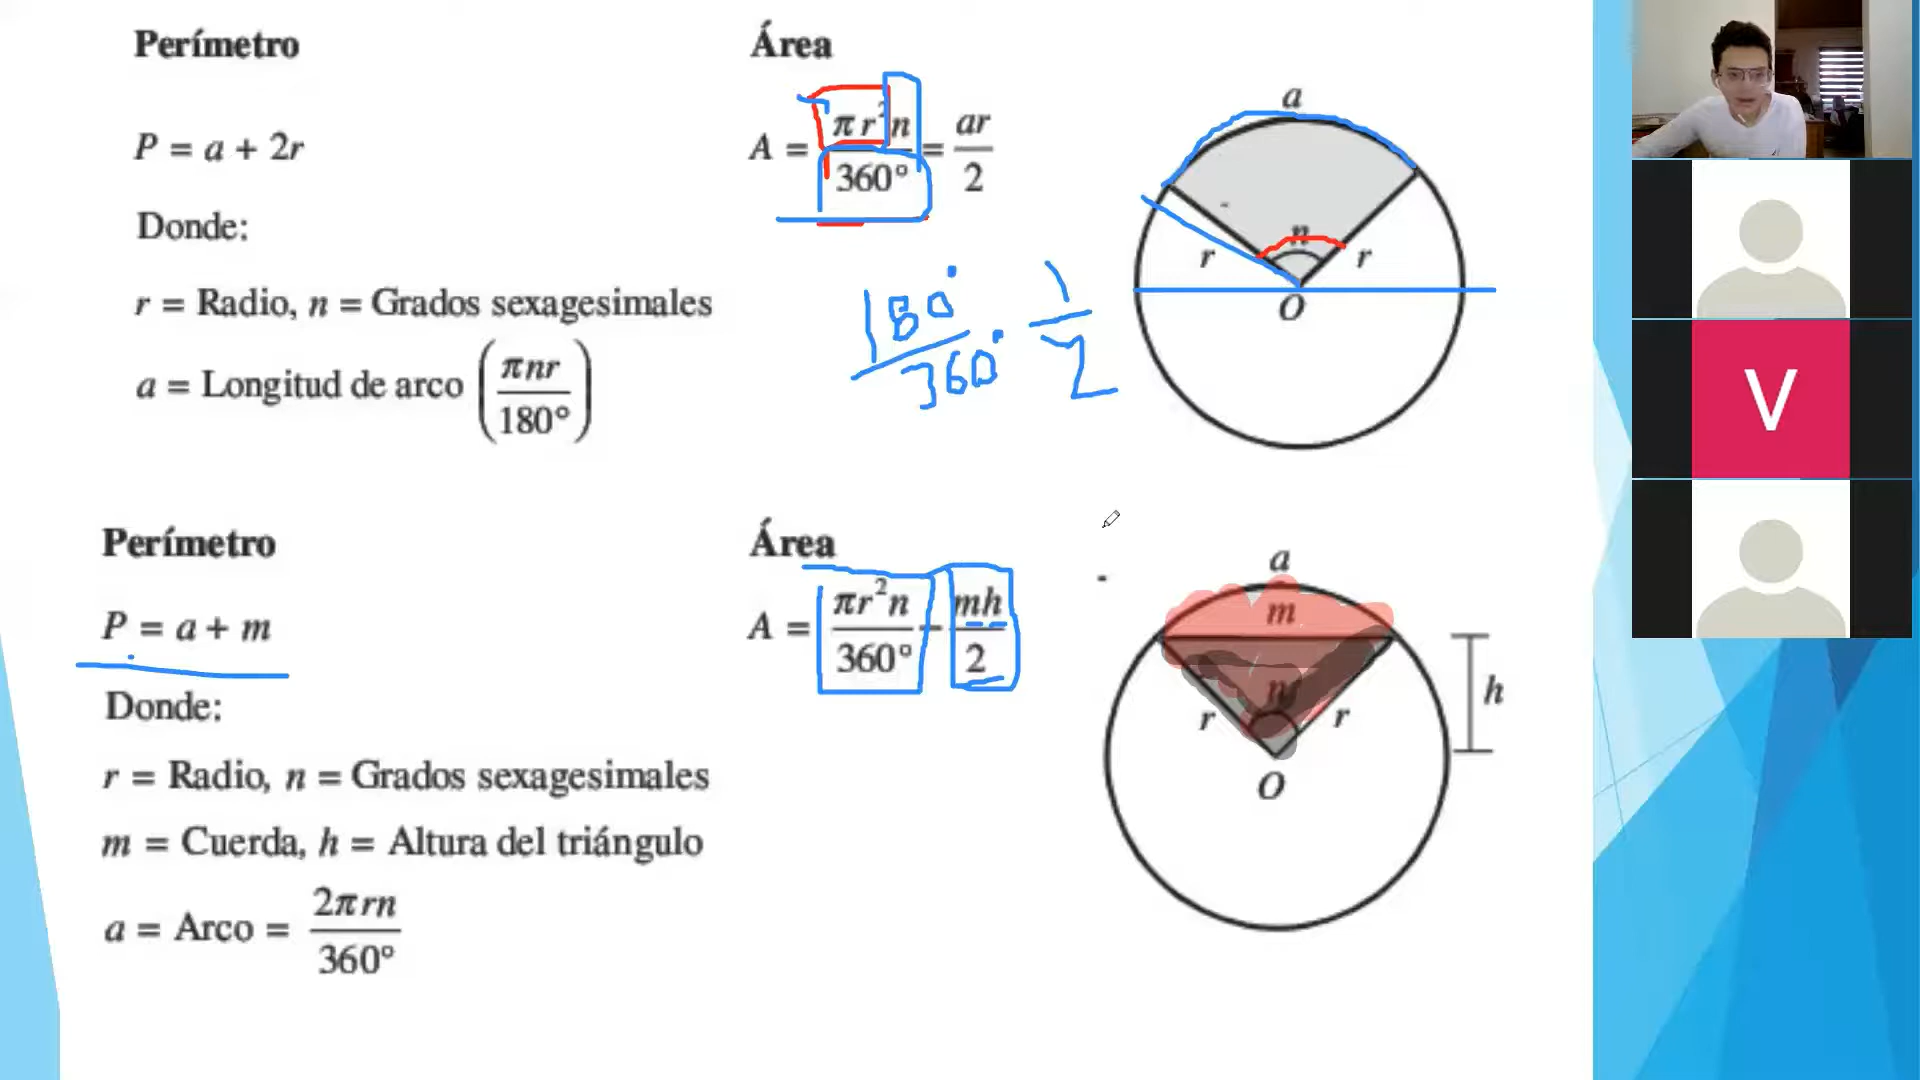 Perímetro
Área
P = a + 2r
A = πr²n/360° = ar/2
Donde:
r = Radio, n = Grados sexagesimales
a = Longitud de arco (πnr/180°)
a
n
r
r
O
180°/360° · 1/2
Perímetro
Área
P = a + m
A = πr²n/360° − mh/2
Donde:
r = Radio, n = Grados sexagesimales
m = Cuerda, h = Altura del triángulo
a = Arco = 2πrn/360°
a
m
n
r
r
h
O
V